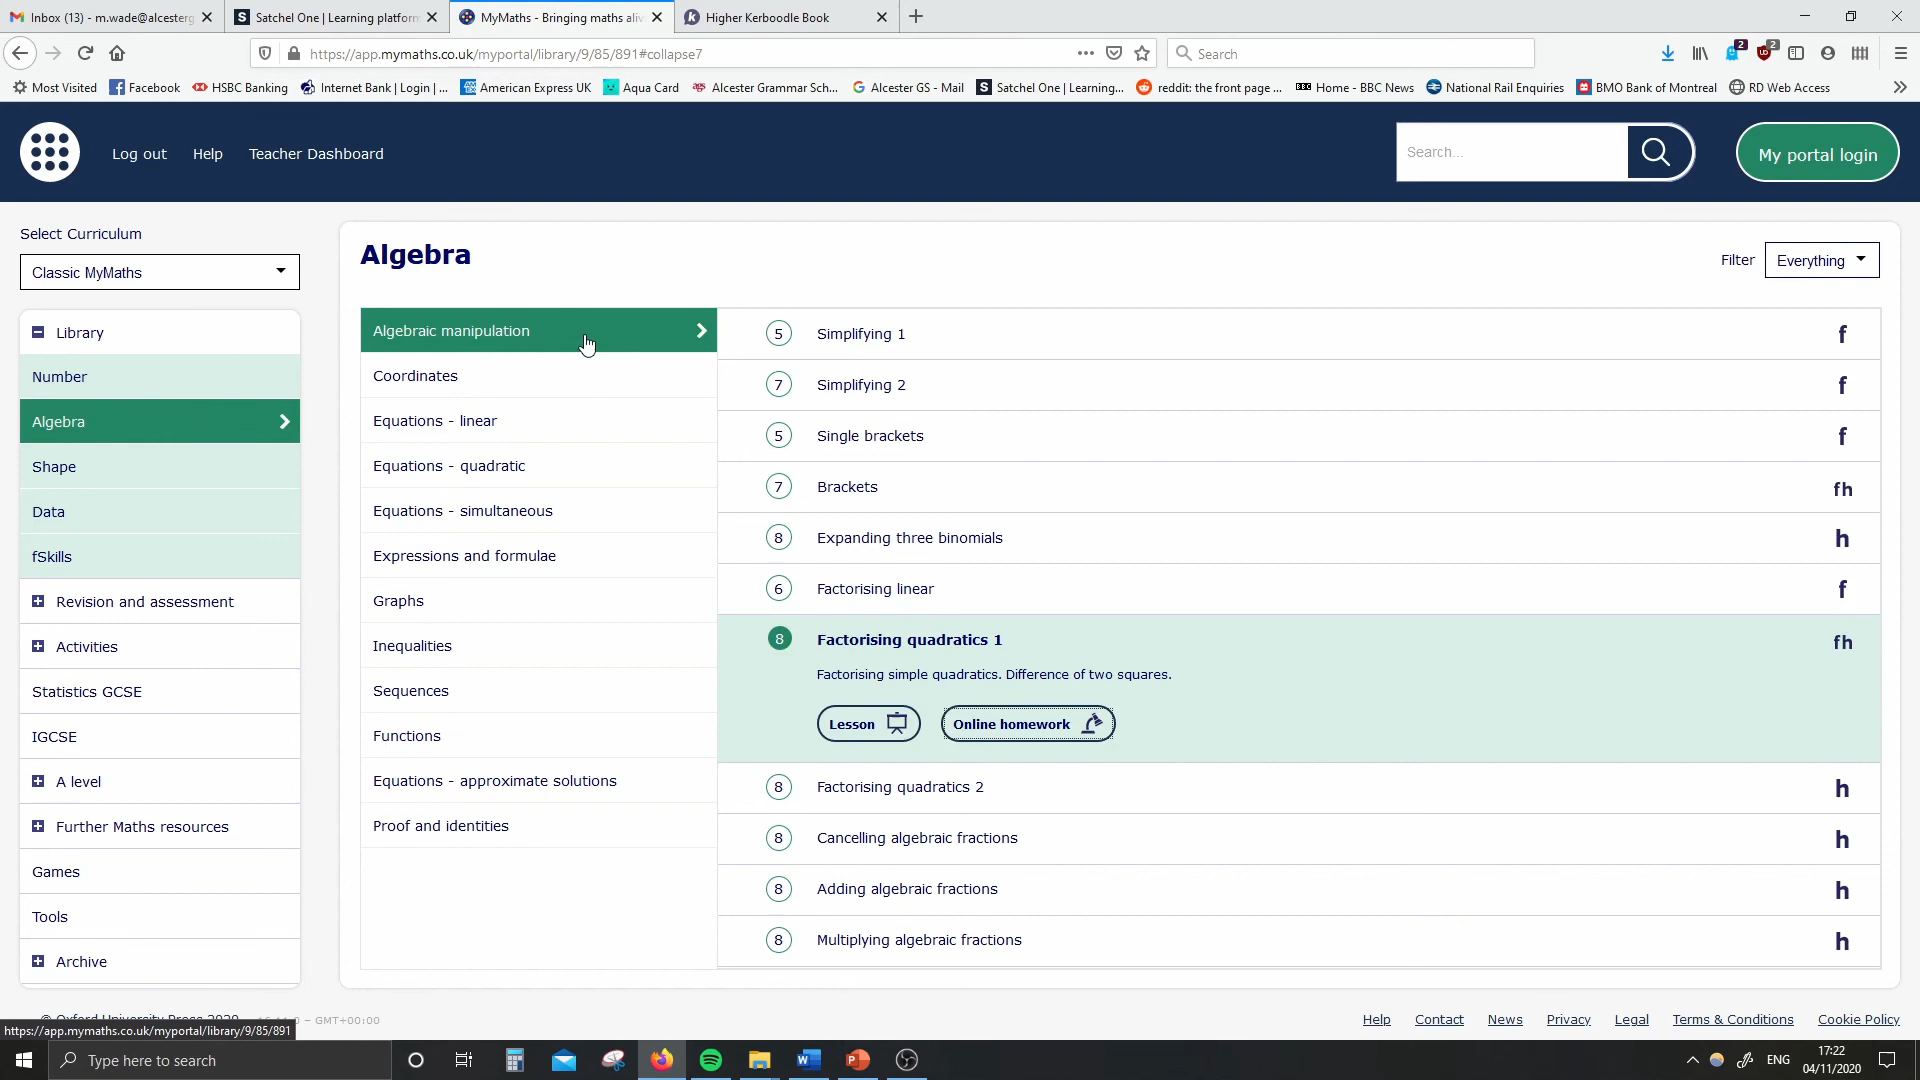 Inbox (13) - m.wade@alcesterg
Satchel One | Learning platform
MyMaths - Bringing maths aliv
Higher Kerboodle Book
https://app.mymaths.co.uk/myportal/library/9/85/891#collapse7
Search
2
2
Most Visited
Facebook
HSBC Banking
Internet Bank | Login | ...
American Express UK
Aqua Card
Alcester Grammar Sch...
Alcester GS - Mail
Satchel One | Learning...
reddit: the front page ...
Home - BBC News
National Rail Enquiries
BMO Bank of Montreal
RD Web Access
Log out
Help
Teacher Dashboard
Search...
My portal login
Select Curriculum
Classic MyMaths
Library
Number
Algebra
Shape
Data
fSkills
Revision and assessment
Activities
Statistics GCSE
IGCSE
A level
Further Maths resources
Games
Tools
Archive
Algebra
Filter
Everything
Algebraic manipulation
Coordinates
Equations - linear
Equations - quadratic
Equations - simultaneous
Expressions and formulae
Graphs
Inequalities
Sequences
Functions
Equations - approximate solutions
Proof and identities
5 Simplifying 1 f
7 Simplifying 2 f
5 Single brackets f
7 Brackets fh
8 Expanding three binomials h
6 Factorising linear f
8 Factorising quadratics 1 fh
Factorising simple quadratics. Difference of two squares.
Lesson
Online homework
8 Factorising quadratics 2 h
8 Cancelling algebraic fractions h
8 Adding algebraic fractions h
8 Multiplying algebraic fractions h
© Oxford University Press 2020
– GMT+00:00
Help
Contact
News
Privacy
Legal
Terms & Conditions
Cookie Policy
https://app.mymaths.co.uk/myportal/library/9/85/891
Type here to search
ENG
17:22
04/11/2020